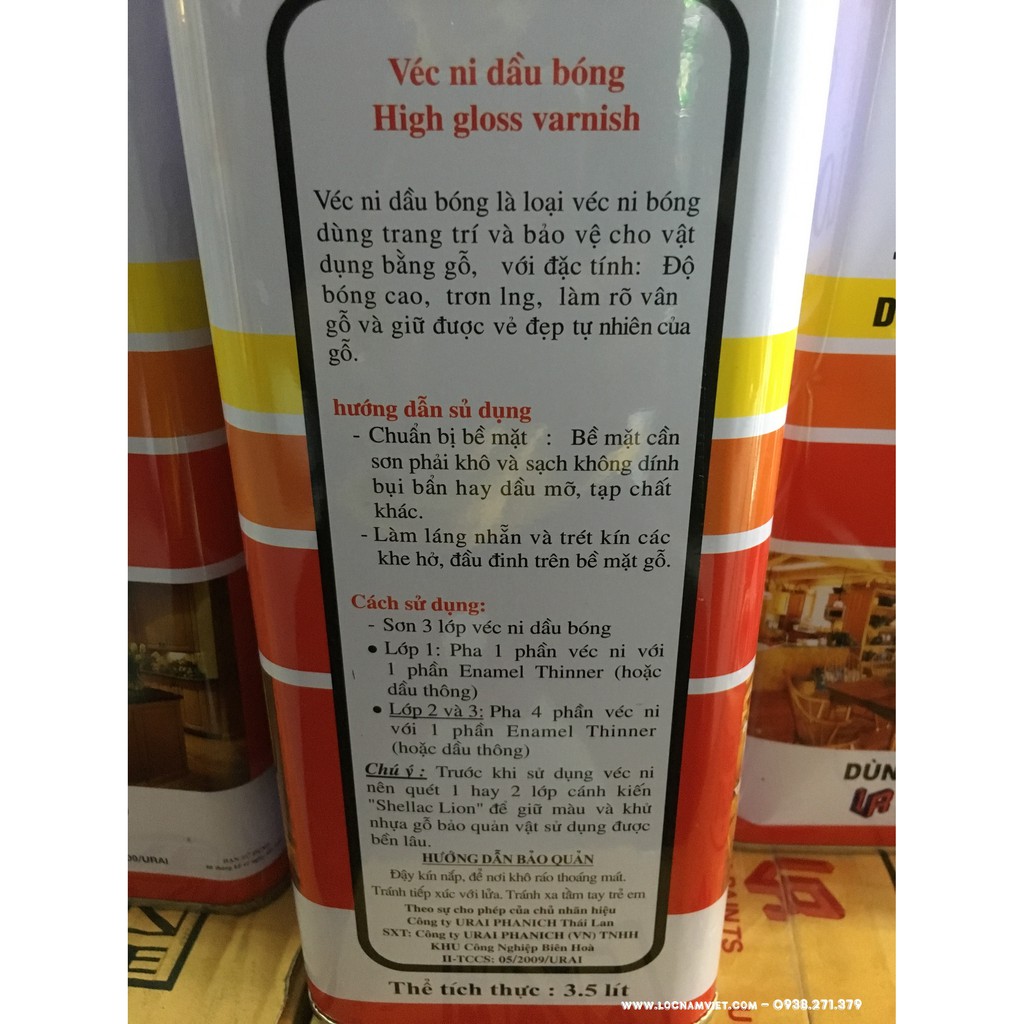 Véc ni dầu bóng
High gloss varnish
Véc ni dầu bóng là loại véc ni bóng
dùng trang trí và bảo vệ cho vật
dụng bằng gỗ, với đặc tính: Độ
bóng cao, trơn lng, làm rõ vân
gỗ và giữ được vẻ đẹp tự nhiên của
gỗ.
hướng dẫn sủ dụng
- Chuẩn bị bề mặt : Bề mặt cần
sơn phải khô và sạch không dính
bụi bẩn hay dầu mỡ, tạp chất
khác.
- Làm láng nhẵn và trét kín các
khe hở, đầu đinh trên bề mặt gỗ.
Cách sử dụng:
- Sơn 3 lớp véc ni dầu bóng
• Lớp 1: Pha 1 phần véc ni với
1 phần Enamel Thinner (hoặc
dầu thông)
• Lớp 2 và 3: Pha 4 phần véc ni
với 1 phần Enamel Thinner
(hoặc dầu thông)
Chú ý : Trước khi sử dụng véc ni
nên quét 1 hay 2 lớp cánh kiến
"Shellac Lion" để giữ màu và khử
nhựa gỗ bảo quản vật sử dụng được
bền lâu.
HƯỚNG DẪN BẢO QUẢN
Đậy kín nắp, để nơi khô ráo thoáng mát.
Tránh tiếp xúc với lửa. Tránh xa tầm tay trẻ em
Theo sự cho phép của chủ nhãn hiệu
Công ty URAI PHANICH Thái Lan
SXT: Công ty URAI PHANICH (VN) TNHH
KHU Công Nghiệp Biên Hoà
II-TCCS: 05/2009/URAI
Thể tích thực : 3.5 lít
D
DÙN
09/URAI
PAINTS
WWW.LOCNAMVIET.COM – 0938.271.379